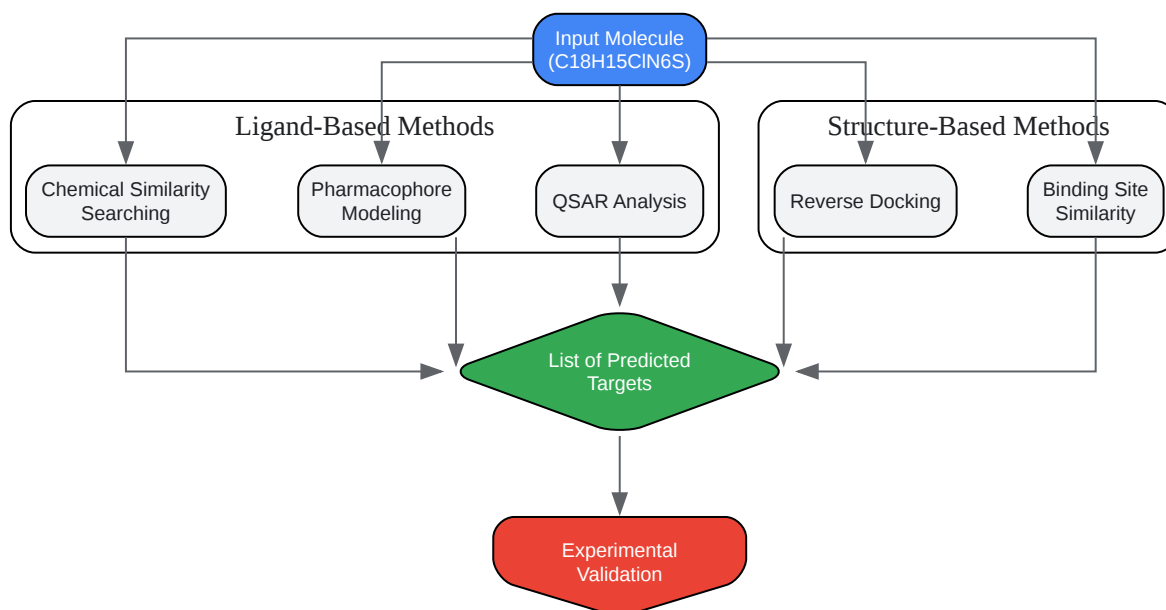 Input Molecule
(C18H15ClN6S)
Ligand-Based Methods
Structure-Based Methods
Chemical Similarity
Searching
Pharmacophore
Modeling
QSAR Analysis
Reverse Docking
Binding Site
Similarity
List of Predicted
Targets
Experimental
Validation